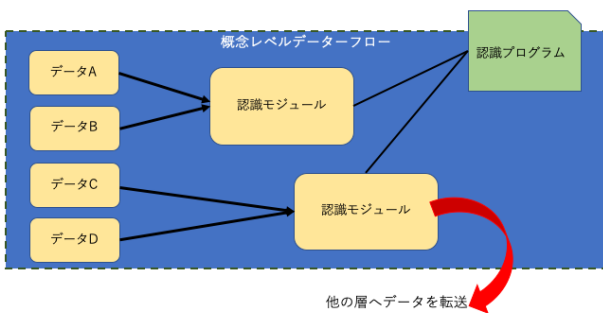 概念レベルデーターフロー
認識プログラム
データA
認識モジュール
データB
データC
認識モジュール
データD
他の層へデータを転送